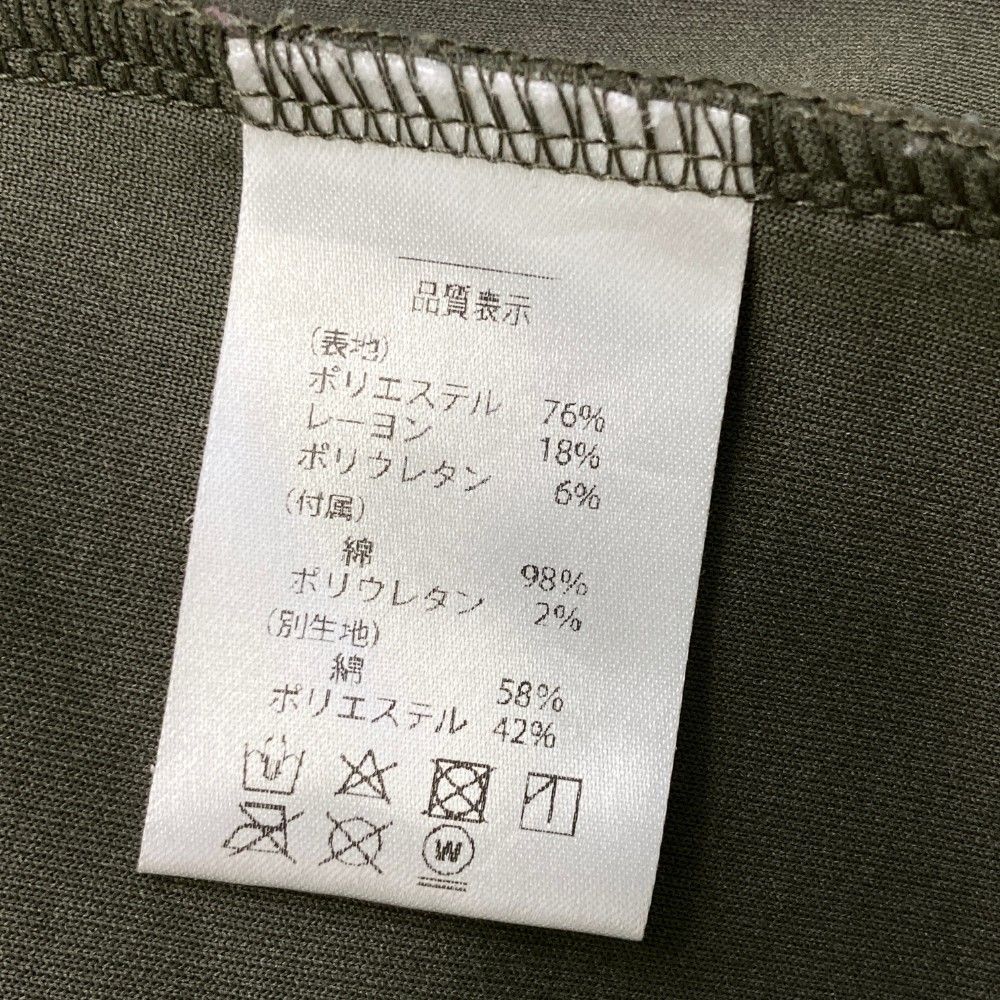 品質表示
(表地)
ポリエステル 76%
レーヨン 18%
ポリウレタン 6%
(付属)
綿 98%
ポリウレタン 2%
(別生地)
綿 58%
ポリエステル 42%
W